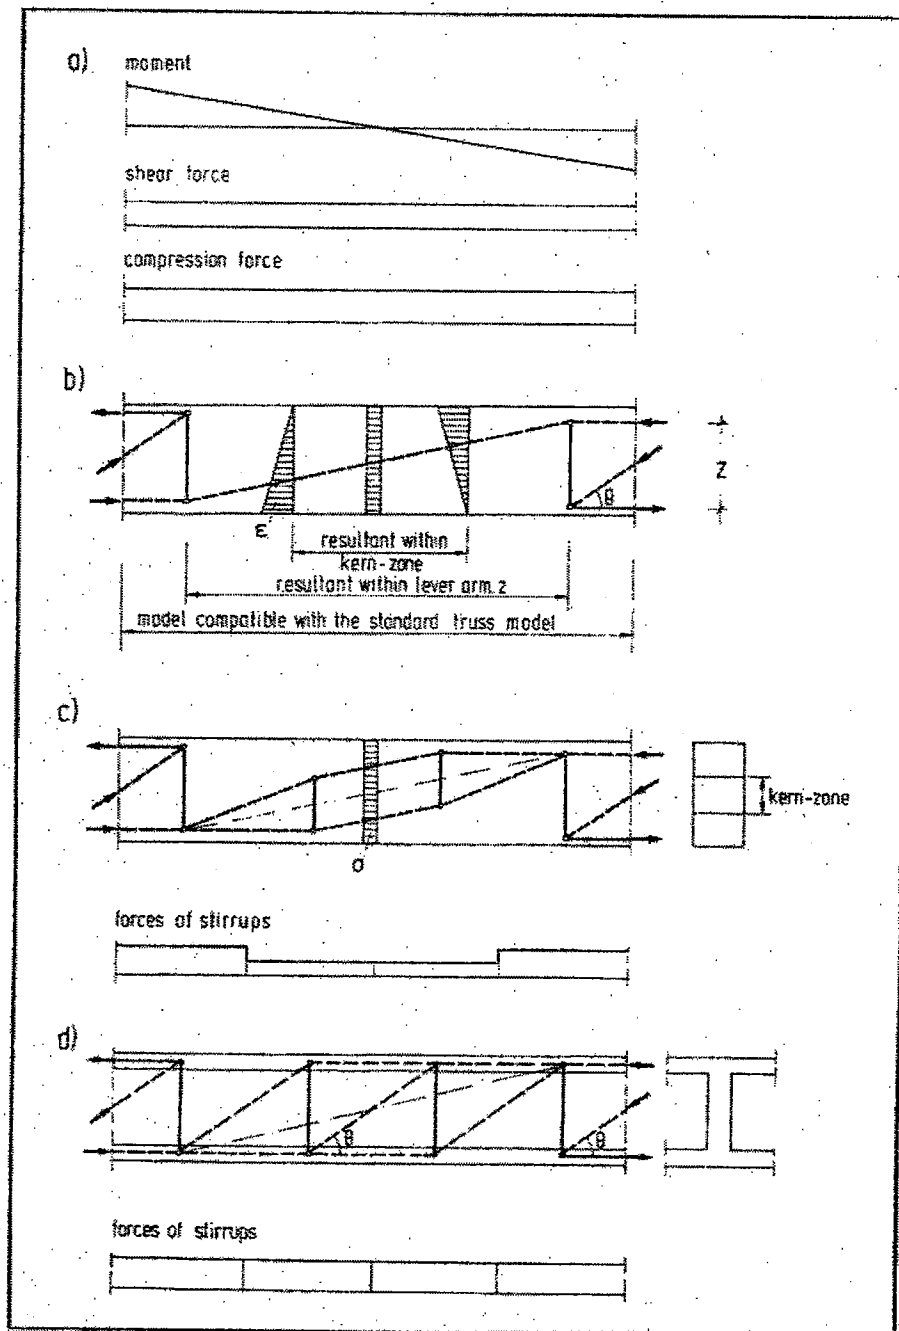 a)
moment
shear force
compression force
b)
z
θ
ε
resultant within
kern-zone
resultant within lever arm z
model compatible with the standard truss model
c)
kern-zone
σ
forces of stirrups
d)
θ
θ
forces of stirrups